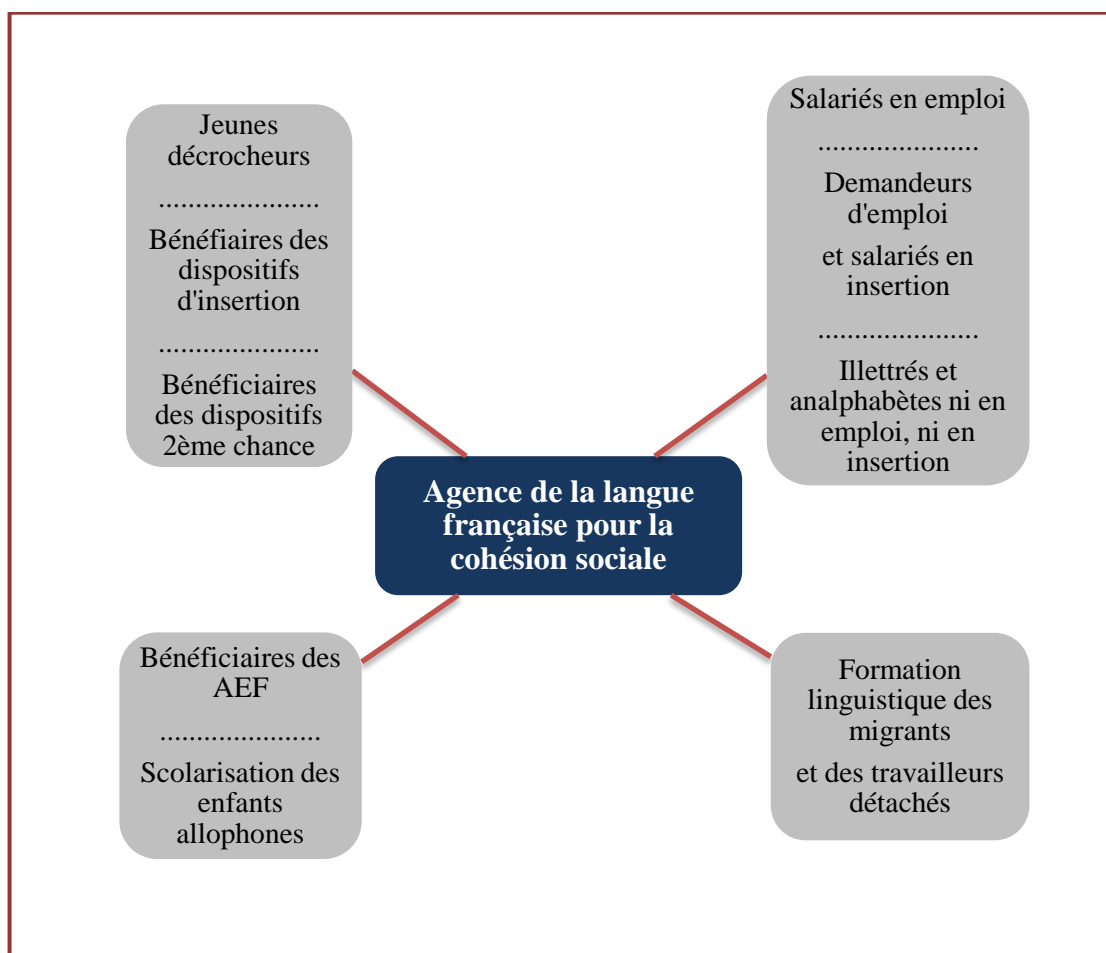 Jeunes
décrocheurs
......................
Bénéfiaires des
dispositifs
d'insertion
......................
Bénéficiaires
des dispositifs
2ème chance
Salariés en emploi
......................
Demandeurs
d'emploi
et salariés en
insertion
......................
Illettrés et
analphabètes ni en
emploi, ni en
insertion
Agence de la langue
française pour la
cohésion sociale
Bénéficiaires des
AEF
......................
Scolarisation des
enfants
allophones
Formation
linguistique des
migrants
et des travailleurs
détachés